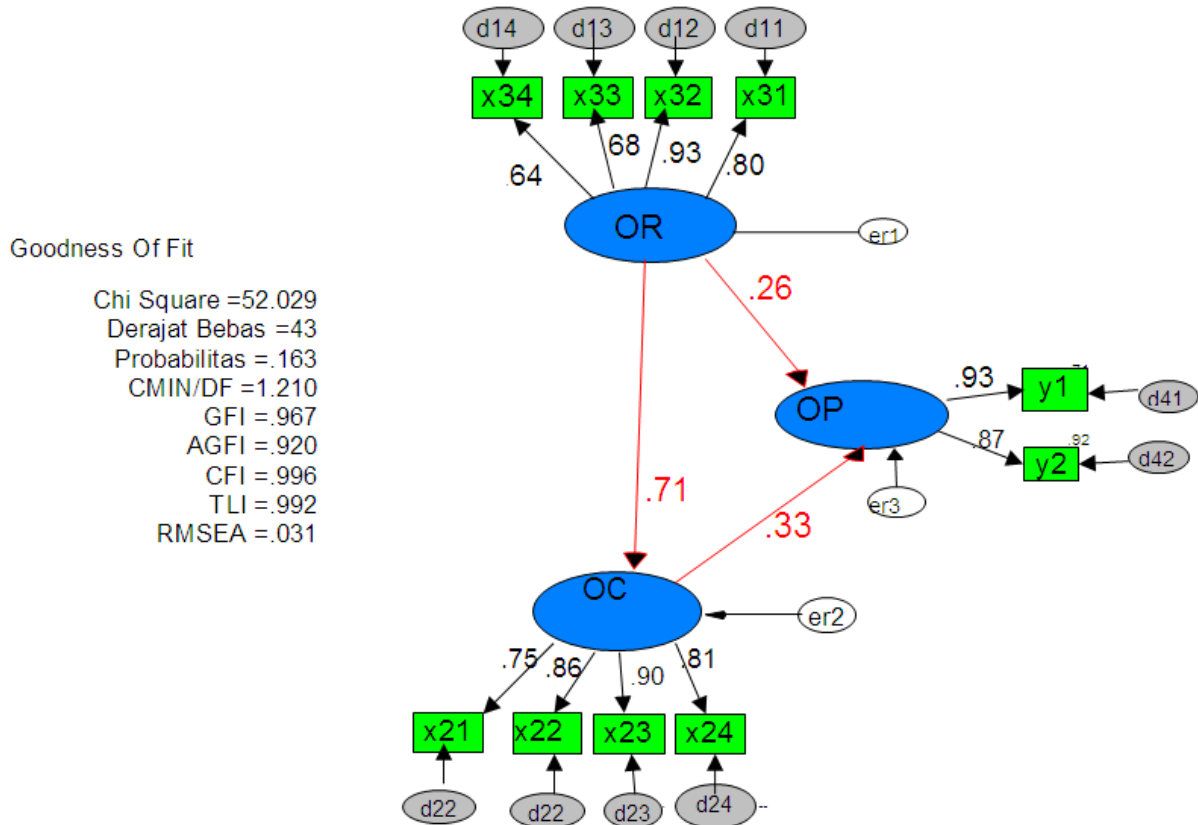 d14 d13 d12 d11
x34 x33 x32 x31
.64 68 .93 .80
OR
er1
Goodness Of Fit
Chi Square =52.029
Derajat Bebas =43
Probabilitas =.163
CMIN/DF =1.210
GFI =.967
AGFI =.920
CFI =.996
TLI =.992
RMSEA =.031
.26
.93
y1
d41
OP
.87
.92
y2
d42
er3
.71
.33
OC
er2
.75 .86 .90 .81
x21 x22 x23 x24
d22 d22 d23 d24 --